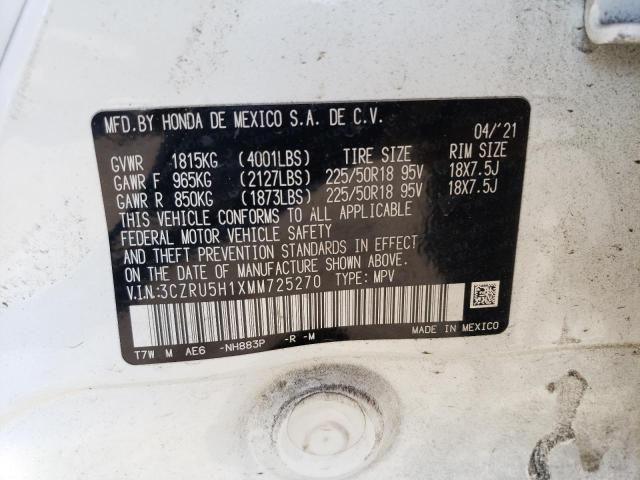 MFD.BY HONDA DE MEXICO S.A. DE C.V.
04/'21
GVWR 1815KG (4001LBS) TIRE SIZE RIM SIZE
GAWR F 965KG (2127LBS) 225/50R18 95V 18X7.5J
GAWR R 850KG (1873LBS) 225/50R18 95V 18X7.5J
THIS VEHICLE CONFORMS TO ALL APPLICABLE
FEDERAL MOTOR VEHICLE SAFETY
AND THEFT PREVENTION STANDARDS IN EFFECT
ON THE DATE OF MANUFACTURE SHOWN ABOVE.
V.I.N:3CZRU5H1XMM725270 TYPE: MPV
T7W M AE6 -NH883P -R -M
MADE IN MEXICO